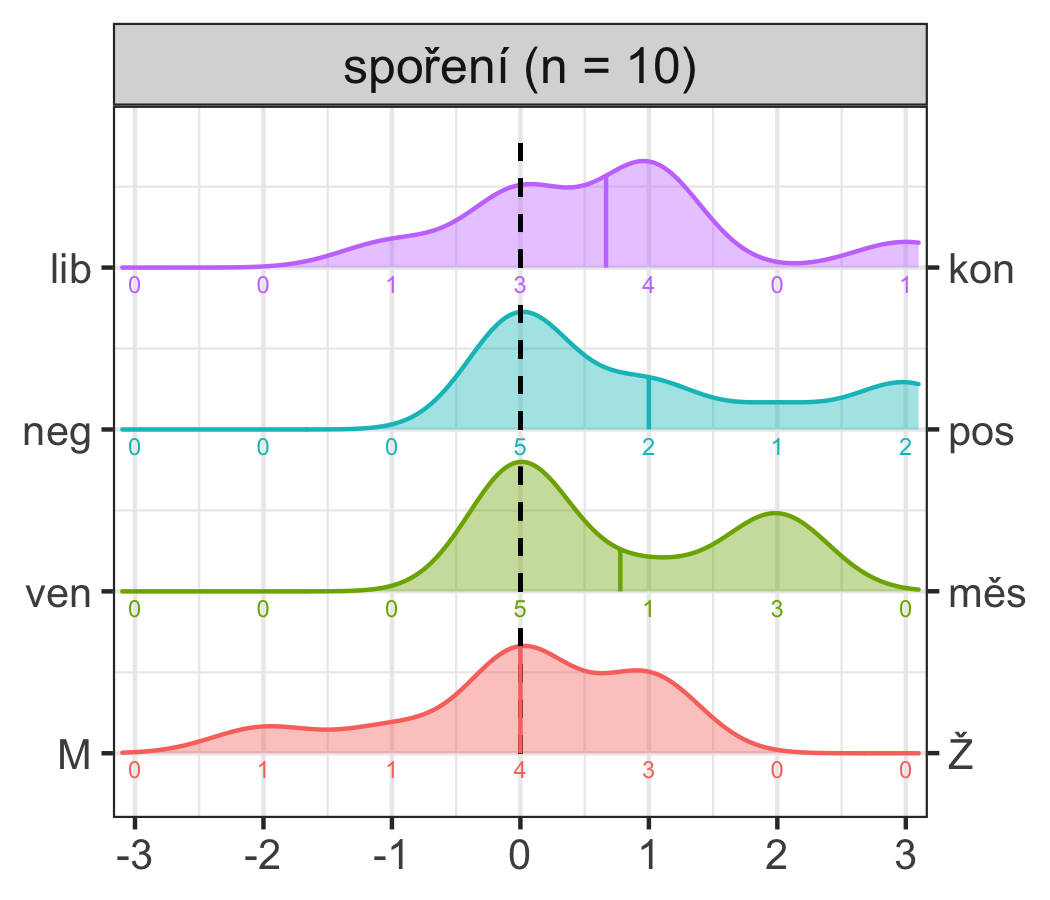 spoření (n = 10)
lib kon
0 0 1 3 4 0 1
neg pos
0 0 0 5 2 1 2
ven měs
0 0 0 5 1 3 0
M Ž
0 1 1 4 3 0 0
-3 -2 -1 0 1 2 3